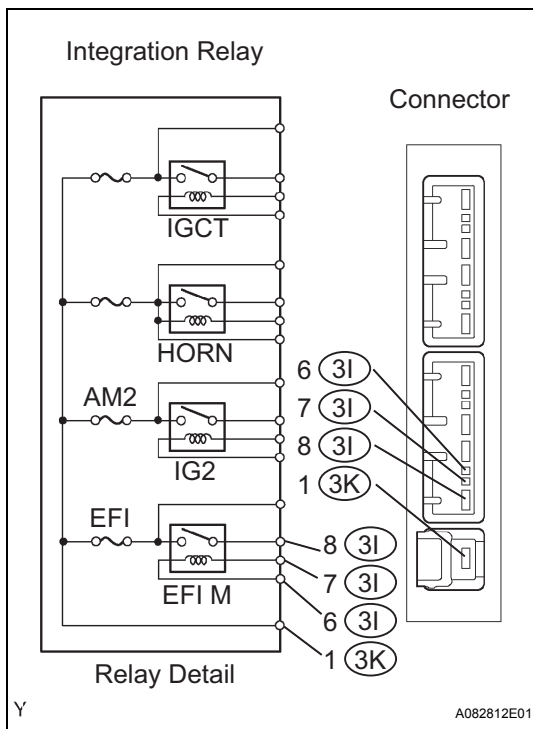 Integration Relay
Connector
IGCT
HORN
AM2
IG2
EFI
EFI M
6 3I
7 3I
8 3I
1 3K
8 3I
7 3I
6 3I
1 3K
Relay Detail
Y
A082812E01